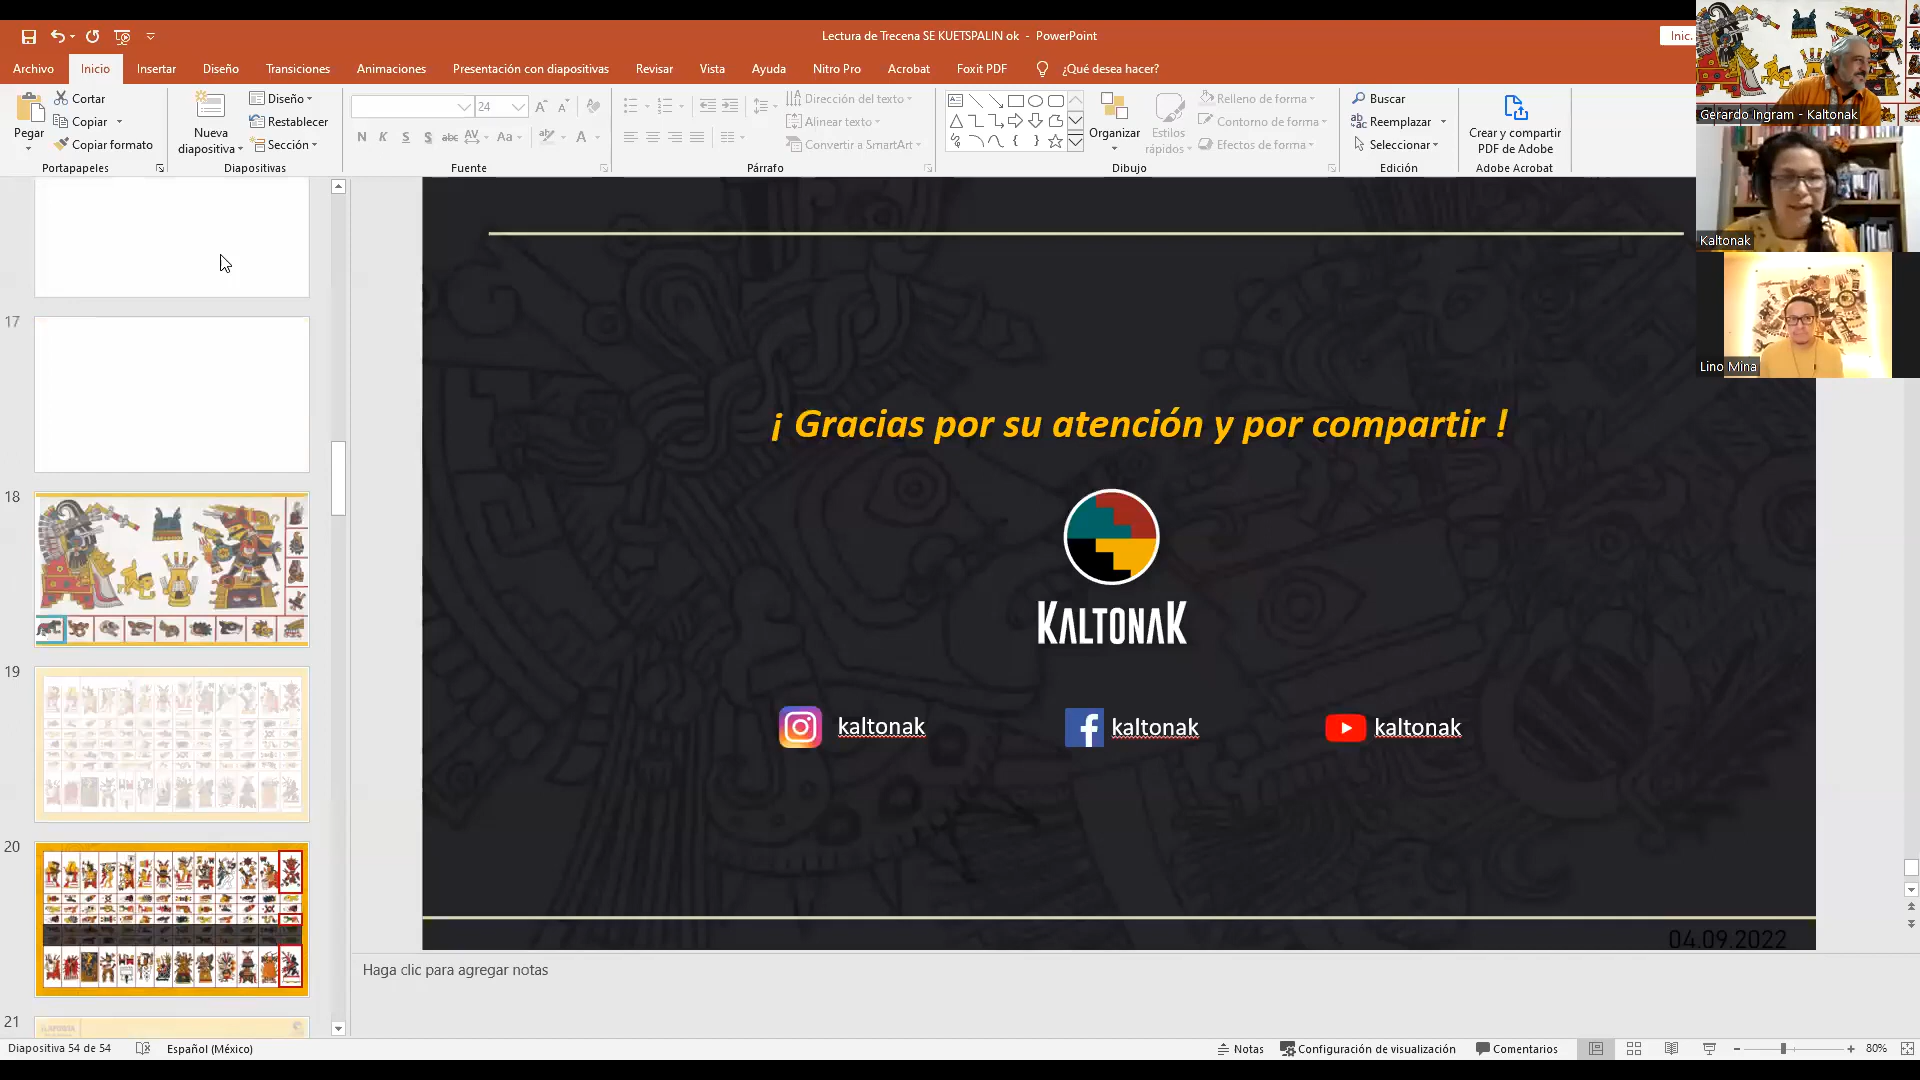 Lectura de Trecena SE KUETSPALIN ok - PowerPoint
Inic.
Archivo Inicio Insertar Diseño Transiciones Animaciones Presentación con diapositivas Revisar Vista Ayuda Nitro Pro Acrobat Foxit PDF ¿Qué desea hacer?
Pegar
Cortar
Copiar
Copiar formato
Portapapeles
Nueva diapositiva
Diseño
Restablecer
Sección
Diapositivas
24
N K S S abc AV Aa A
Fuente
Dirección del texto
Alinear texto
Convertir a SmartArt
Párrafo
Organizar
Estilos rápidos
Relleno de forma
Contorno de forma
Efectos de forma
Dibujo
Buscar
Reemplazar
Seleccionar
Edición
Crear y compartir PDF de Adobe
Adobe Acrobat
Gerardo Ingram - Kaltonak
Kaltonak
Lino Mina
17
18
19
20
21
¡ Gracias por su atención y por compartir !
KALTONAK
kaltonak kaltonak kaltonak
04.09.2022
Haga clic para agregar notas
Diapositiva 54 de 54 Español (México) Notas Configuración de visualización Comentarios 80%